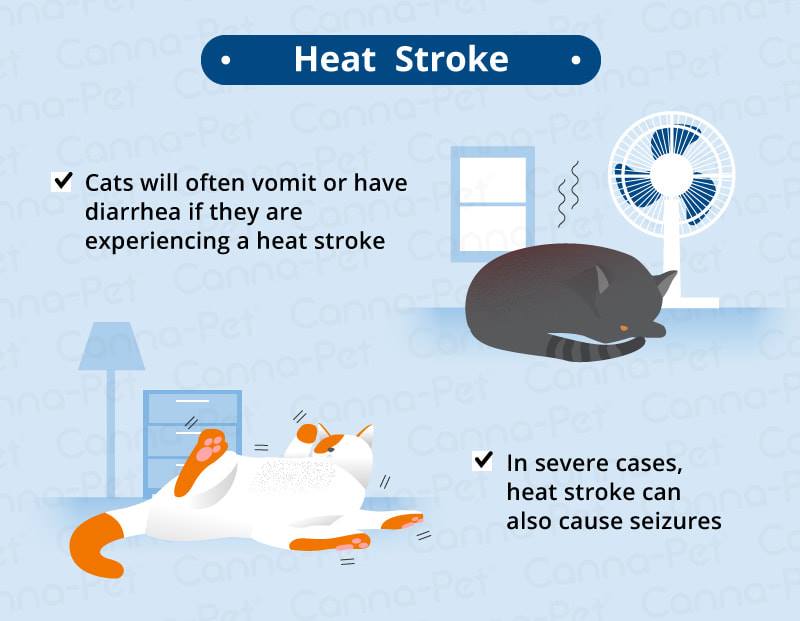 Heat Stroke
Cats will often vomit or have
diarrhea if they are
experiencing a heat stroke
In severe cases,
heat stroke can
also cause seizures
Canna-Pet®